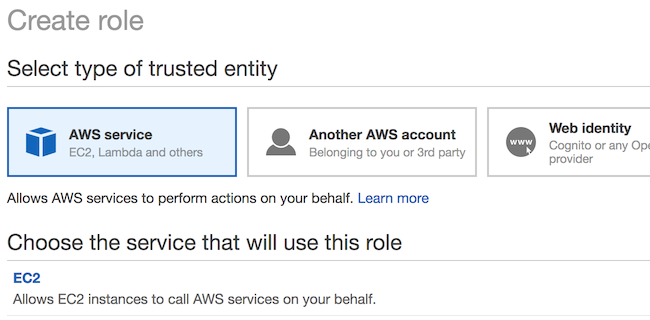 Create role
Select type of trusted entity
AWS service
EC2, Lambda and others
Another AWS account
Belonging to you or 3rd party
www
Web identity
Cognito or any
provider
Allows AWS services to perform actions on your behalf. Learn more
Choose the service that will use this role
EC2
Allows EC2 instances to call AWS services on your behalf.